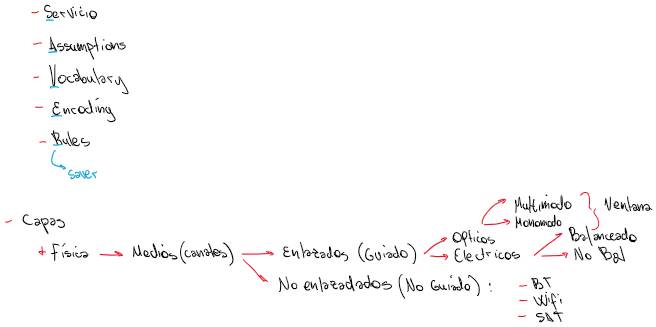 - Servicio
- Assumptions
- Vocabulary
- Encoding
- Rules
saver
- Capas
+ Física → Medios (canales) → Enlazados (Guiado) → Opticos → Multimodo } Ventana
Monomodo
Electricos → Balanceado
No Bal
No enlazadados (No Guiado) : - BT
- Wifi
- SAT